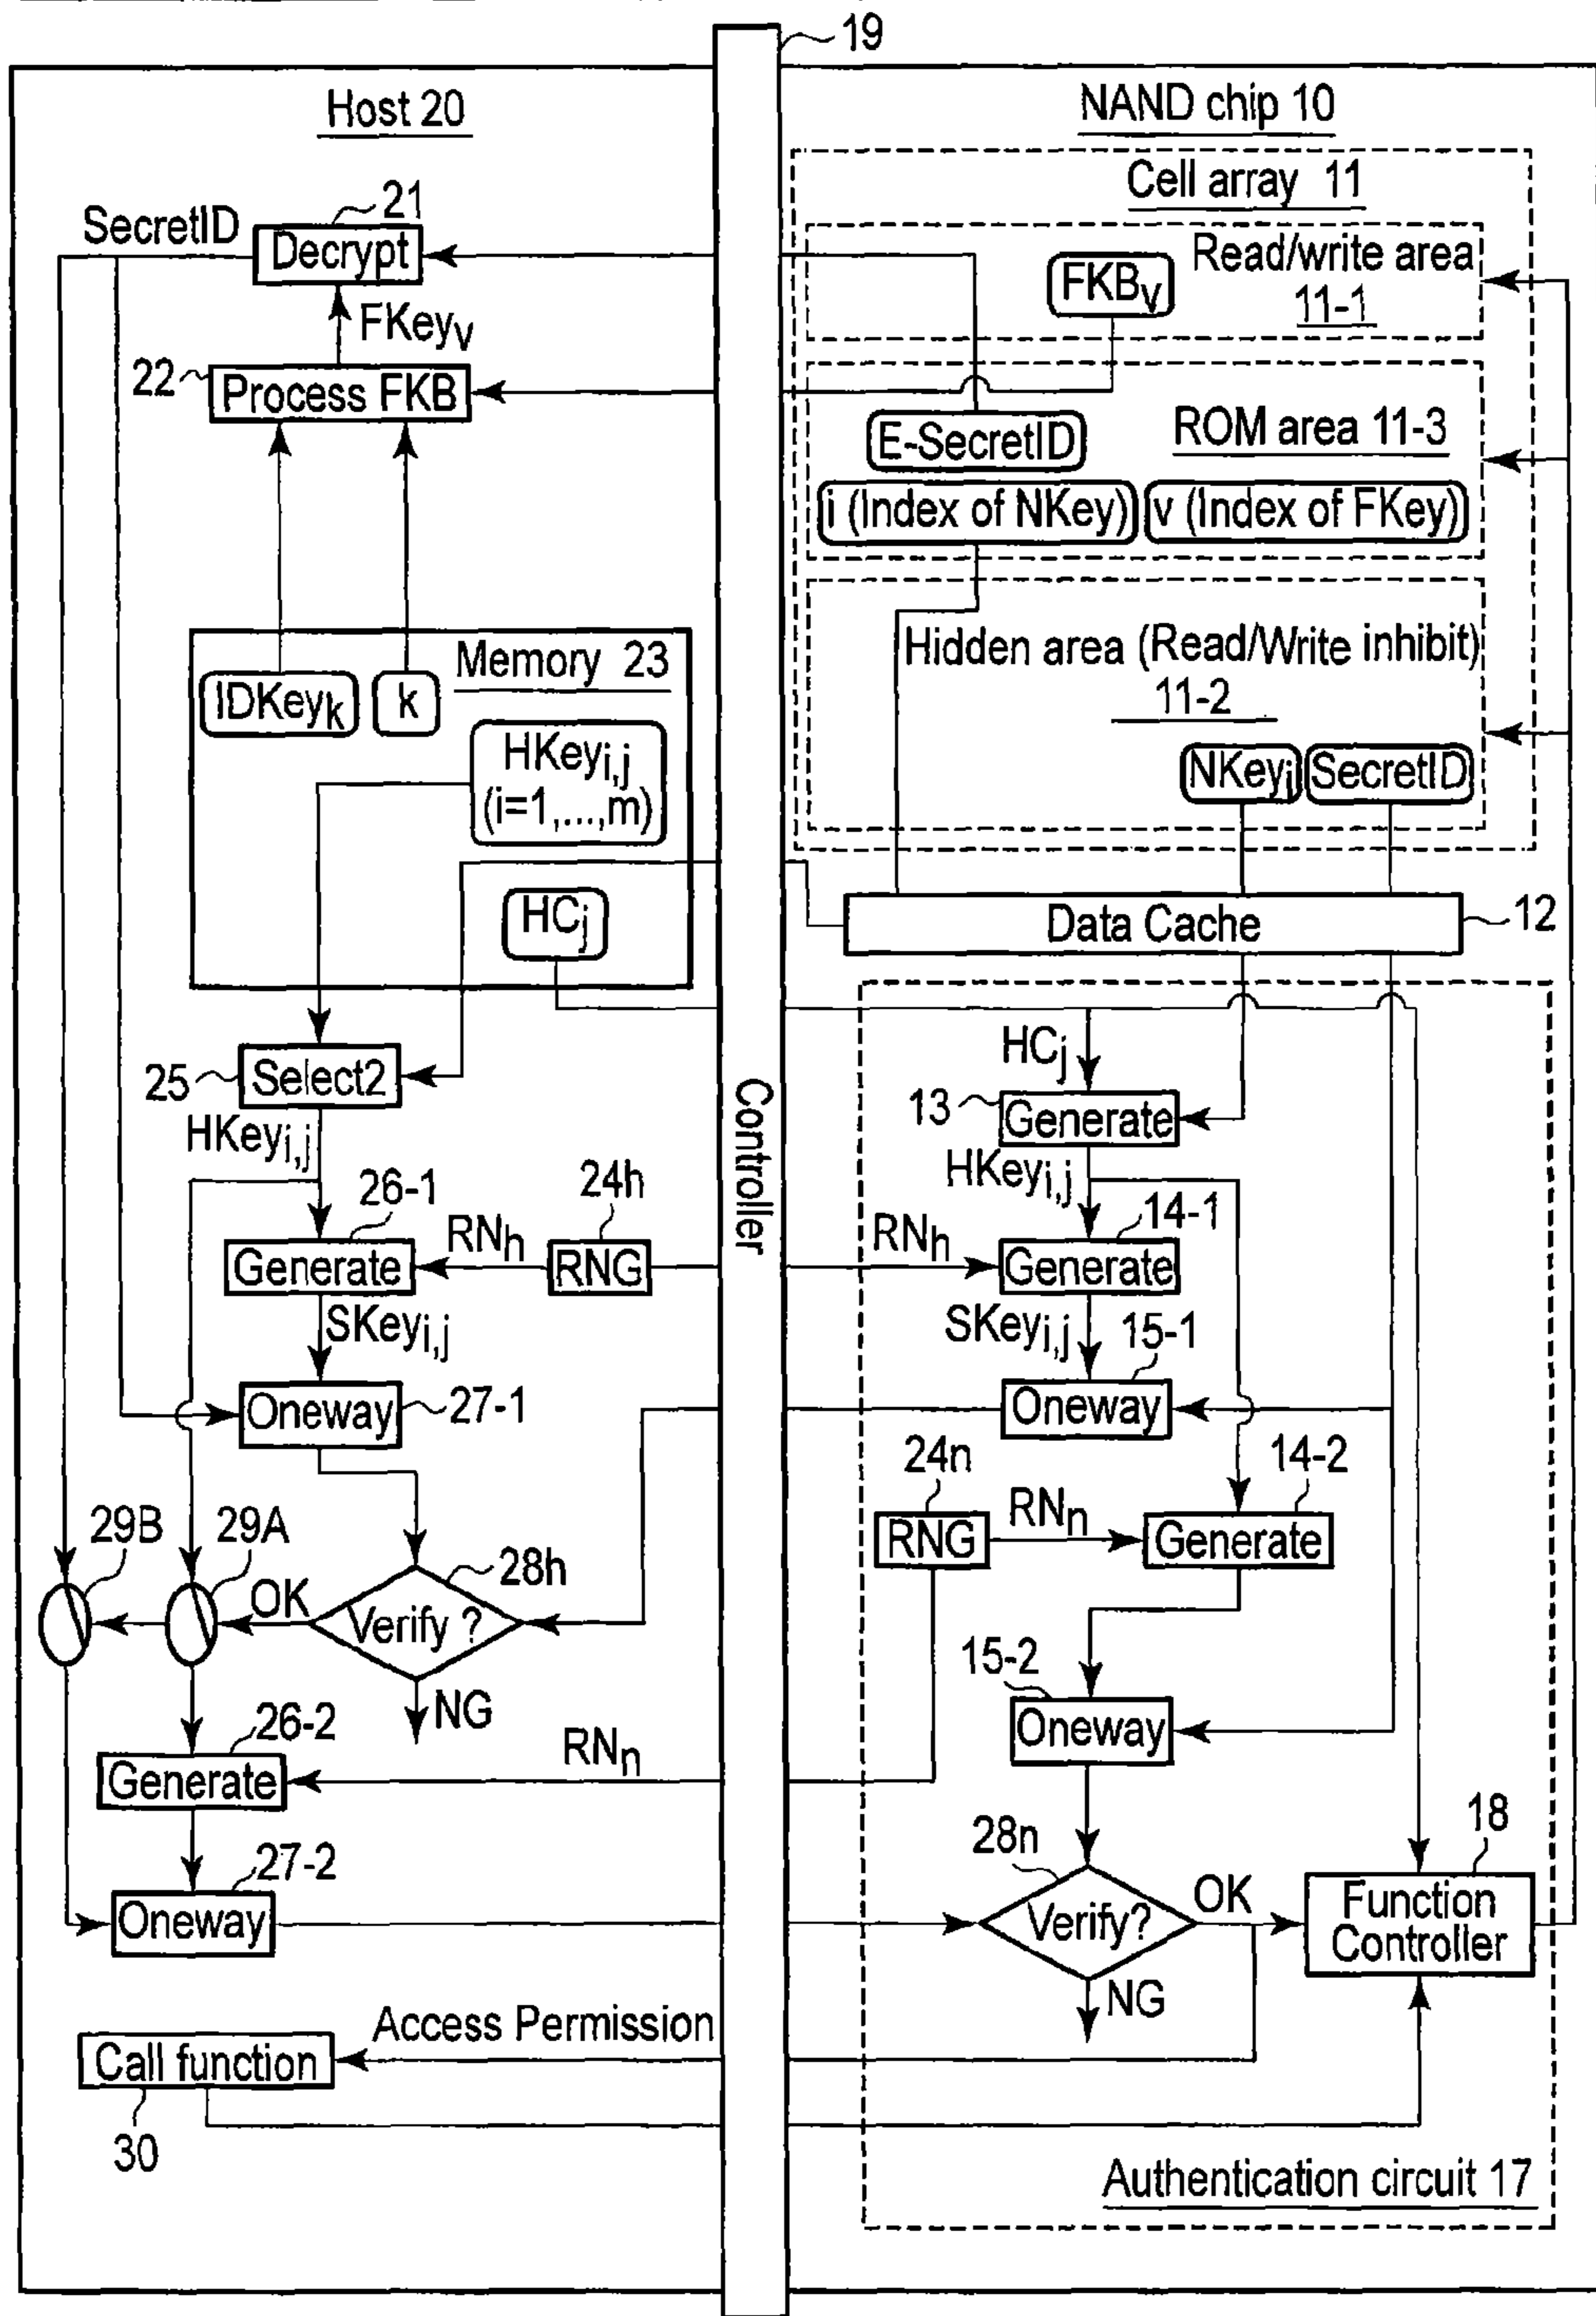 19
Host 20
NAND chip 10
Cell array 11
21
SecretID
Decrypt
Read/write area
11-1
FKBv
FKeyv
22
Process FKB
ROM area 11-3
E-SecretID
i (Index of NKey)
v (Index of FKey)
Memory 23
IDKeyk
k
Hidden area (Read/Write inhibit)
11-2
HKeyi,j
(i=1,...,m)
NKeyi
SecretID
HCj
Data Cache
12
25
Select2
HCj
13
Generate
HKeyi,j
HKeyi,j
Controller
26-1
24h
14-1
RNh
RNh
Generate
RNG
Generate
SKeyi,j
SKeyi,j
15-1
Oneway
27-1
Oneway
24n
14-2
29B
29A
28h
RNG
RNn
Generate
OK
Verify ?
NG
15-2
Oneway
26-2
RNn
Generate
27-2
28n
18
Oneway
Verify?
OK
Function
Controller
NG
Access Permission
Call function
30
Authentication circuit 17